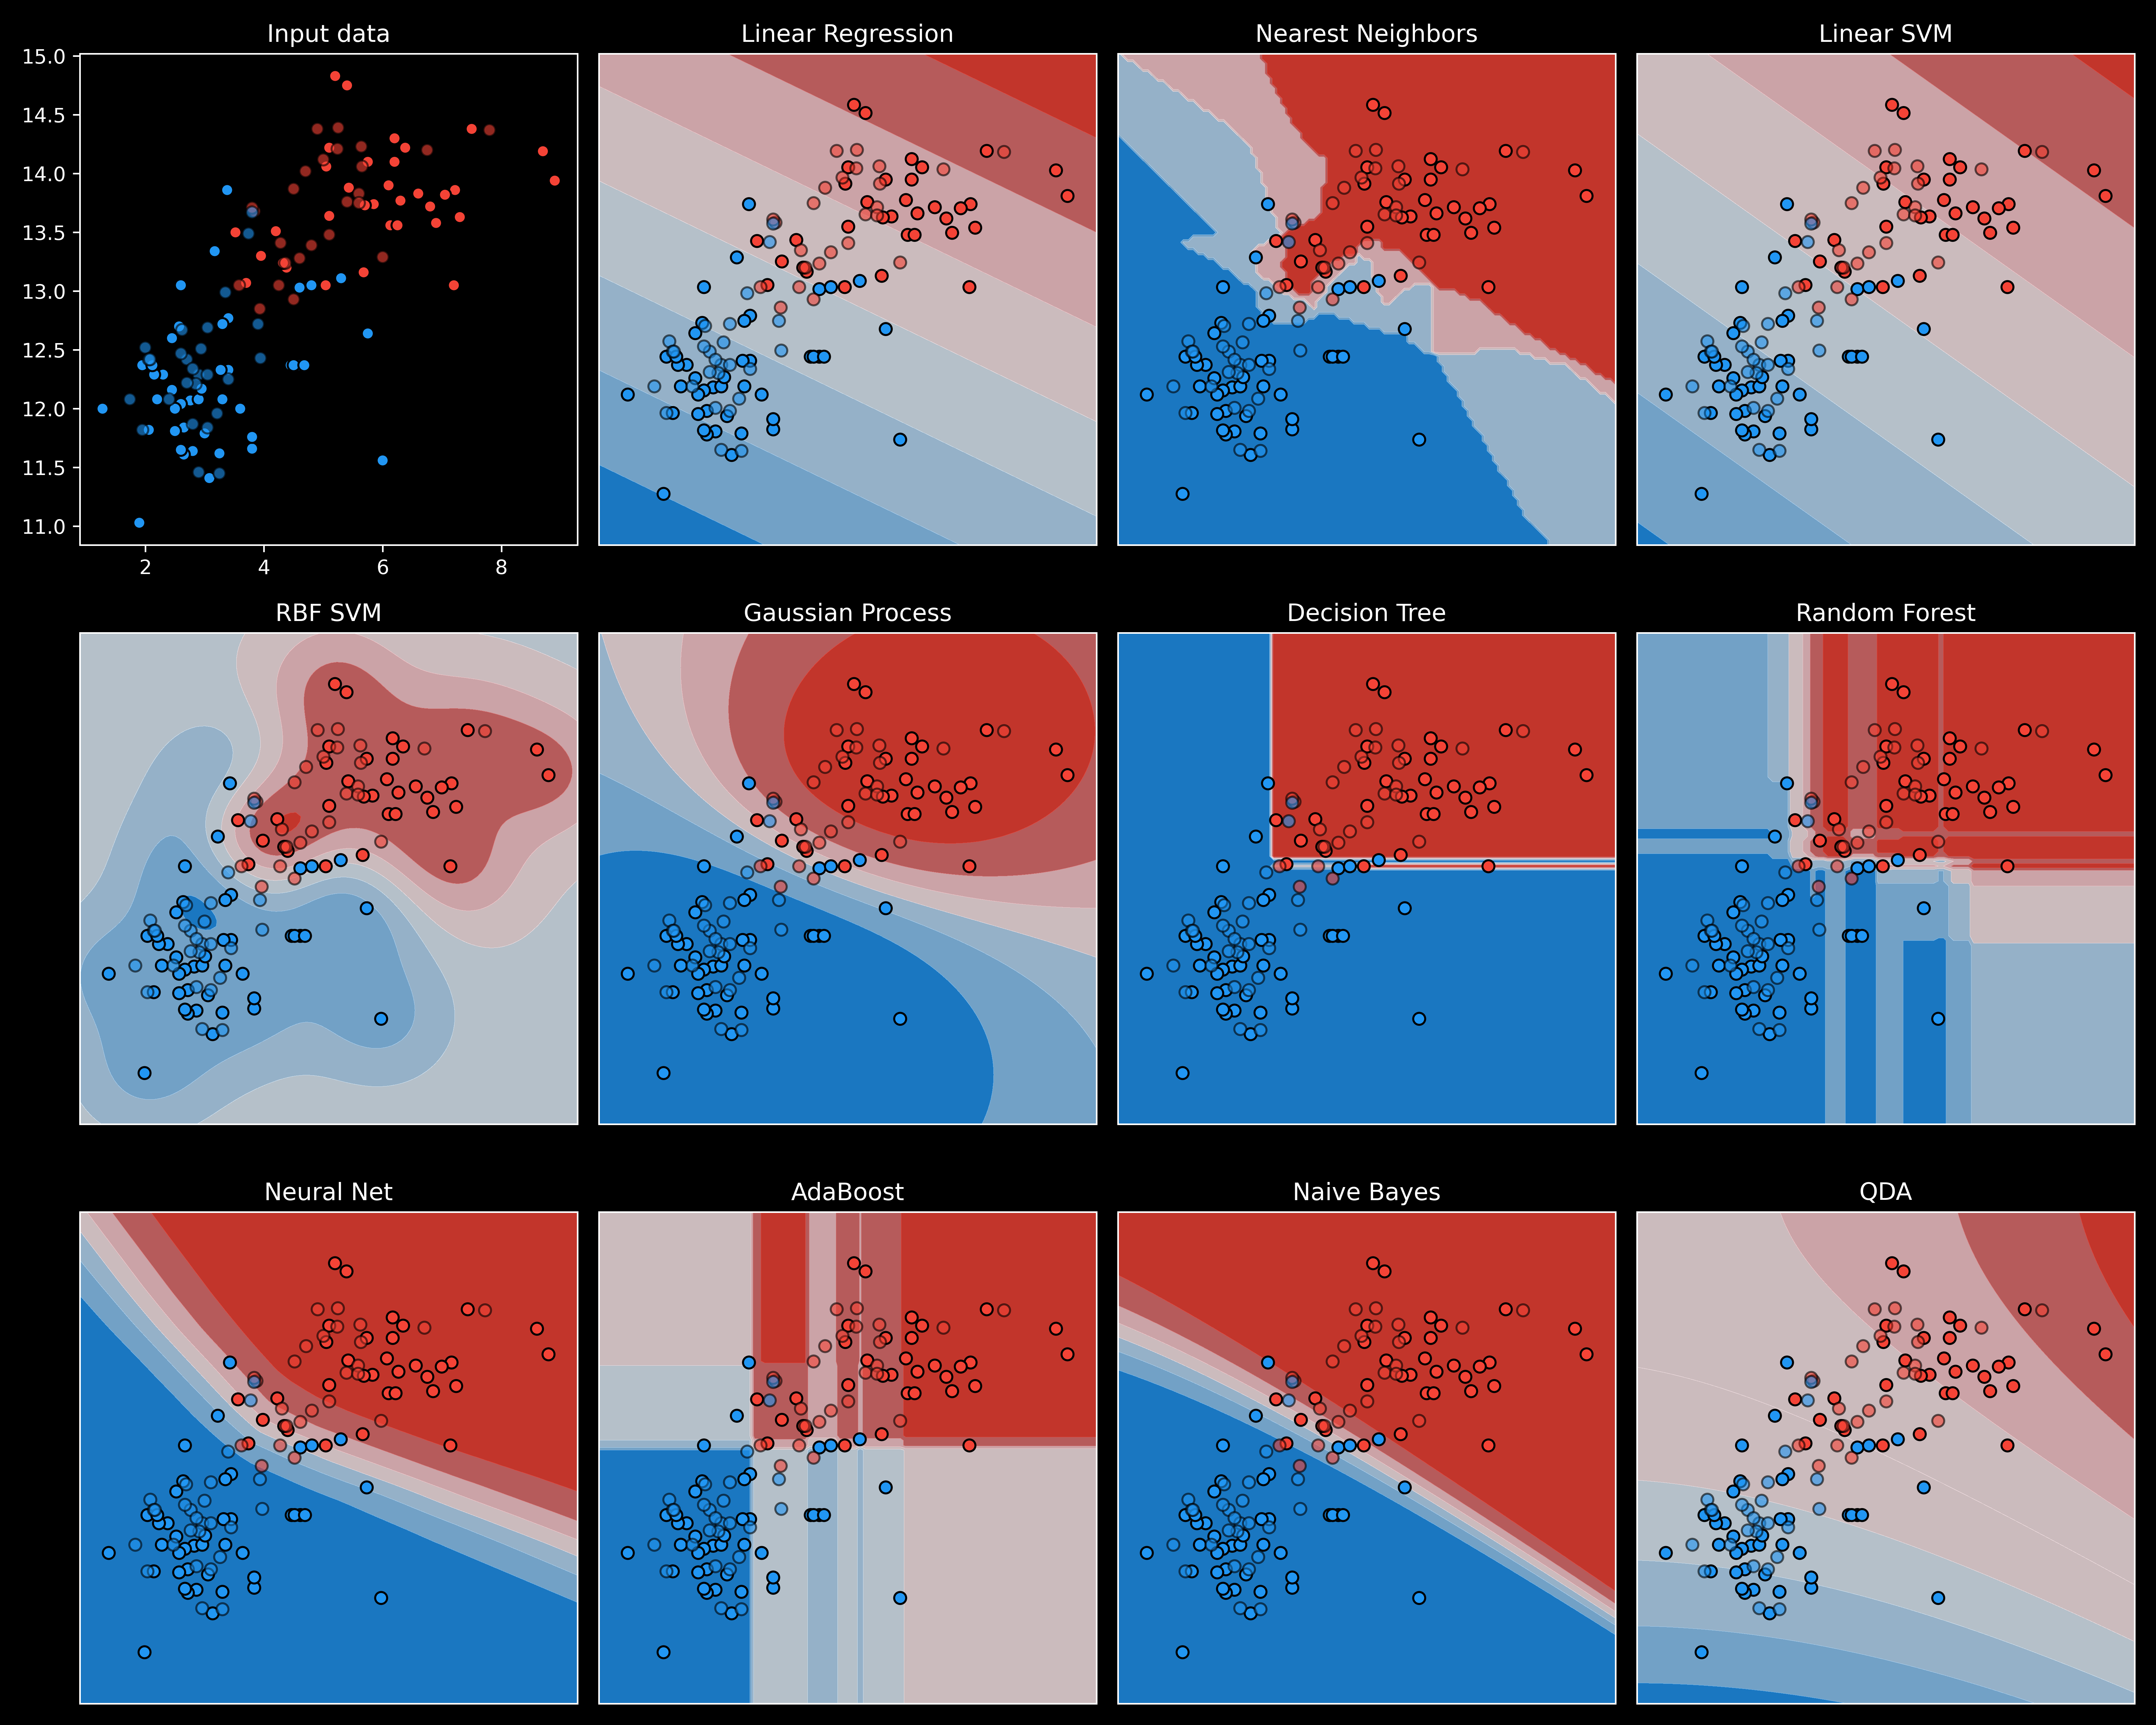 Input data
Linear Regression
Nearest Neighbors
Linear SVM
15.0
14.5
14.0
13.5
13.0
12.5
12.0
11.5
11.0
2 4 6 8
RBF SVM
Gaussian Process
Decision Tree
Random Forest
Neural Net
AdaBoost
Naive Bayes
QDA